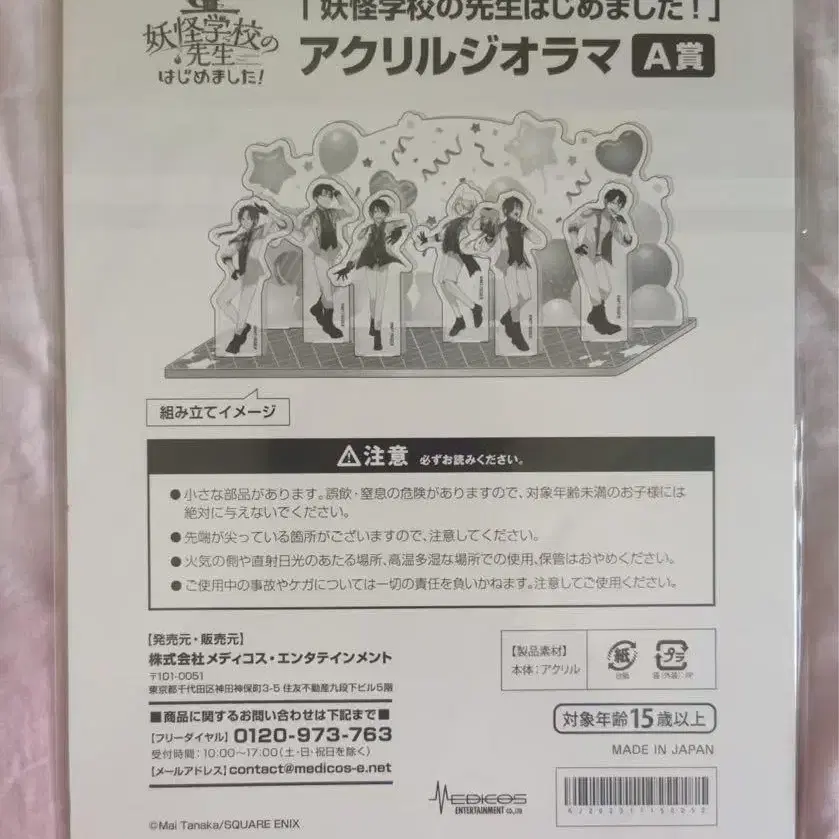 「妖怪学校の先生はじめました!」
妖怪学校の
先生
はじめました!
アクリルジオラマ A賞
組み立てイメージ
注意 必ずお読みください。
●小さな部品があります。誤飲・窒息の危険がありますので、対象年齢未満のお子様には
絶対に与えないでください。
●先端が尖っている箇所がございますので、注意してください。
●火気の側や直射日光のあたる場所、高温多湿な場所での使用、保管はおやめください。
●ご使用中の事故やケガについては一切の責任を負いかねます。注意してご使用ください。
【発売元・販売元】
株式会社メディコス・エンタテインメント
〒101-0051
東京都千代田区神田神保町3-5 住友不動産九段下ビル5階
■商品に関するお問い合わせは下記まで■
【フリーダイヤル】0120-973-763
受付時間:10:00~17:00(土・日・祝日を除く)
【メールアドレス】contact@medicos-e.net
【製品素材】
本体:アクリル
紙
台紙
プラ
対象年齢15歳以上
MADE IN JAPAN
MEDICOS
ENTERTAINMENT CO.,LTD
©Mai Tanaka/SQUARE ENIX